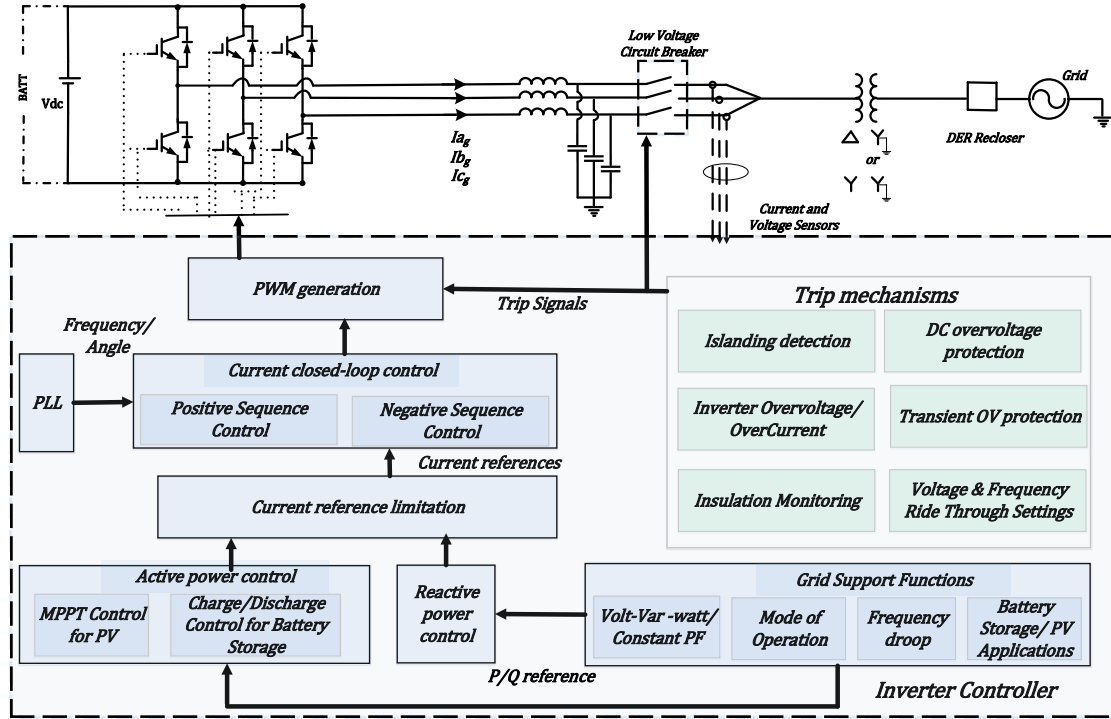 Low Voltage
Circuit Breaker
BATT
Vdc
Grid
Iag
Ibg
Icg
DER Recloser
or
Current and
Voltage Sensors
PWM generation
Trip Signals
Trip mechanisms
Islanding detection
DC overvoltage
protection
Inverter Overvoltage/
OverCurrent
Transient OV protection
Insulation Monitoring
Voltage & Frequency
Ride Through Settings
Frequency/
Angle
PLL
Current closed-loop control
Positive Sequence
Control
Negative Sequence
Control
Current references
Current reference limitation
Active power control
MPPT Control
for PV
Charge/Discharge
Control for Battery
Storage
Reactive
power
control
Grid Support Functions
Volt-Var -watt/
Constant PF
Mode of
Operation
Frequency
droop
Battery
Storage/ PV
Applications
P/Q reference
Inverter Controller